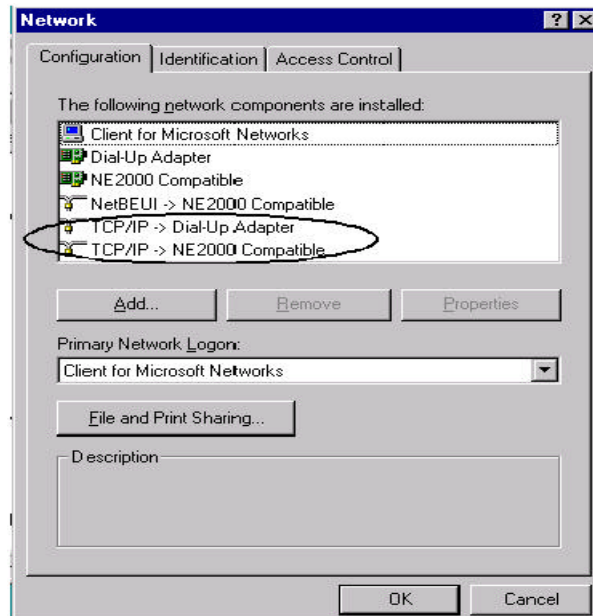 Network
Configuration Identification Access Control
The following network components are installed:
Client for Microsoft Networks
Dial-Up Adapter
NE2000 Compatible
NetBEUI -> NE2000 Compatible
TCP/IP -> Dial-Up Adapter
TCP/IP -> NE2000 Compatible
Add... Remove Properties
Primary Network Logon:
Client for Microsoft Networks
File and Print Sharing...
Description
OK Cancel